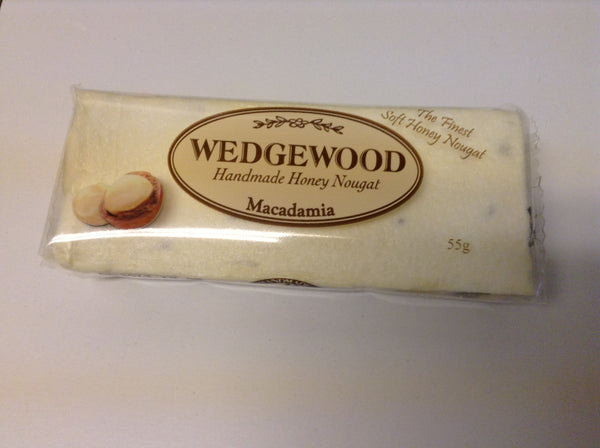 WEDGEWOOD
Handmade Honey Nougat
Macadamia
The Finest
Soft Honey Nougat
55g